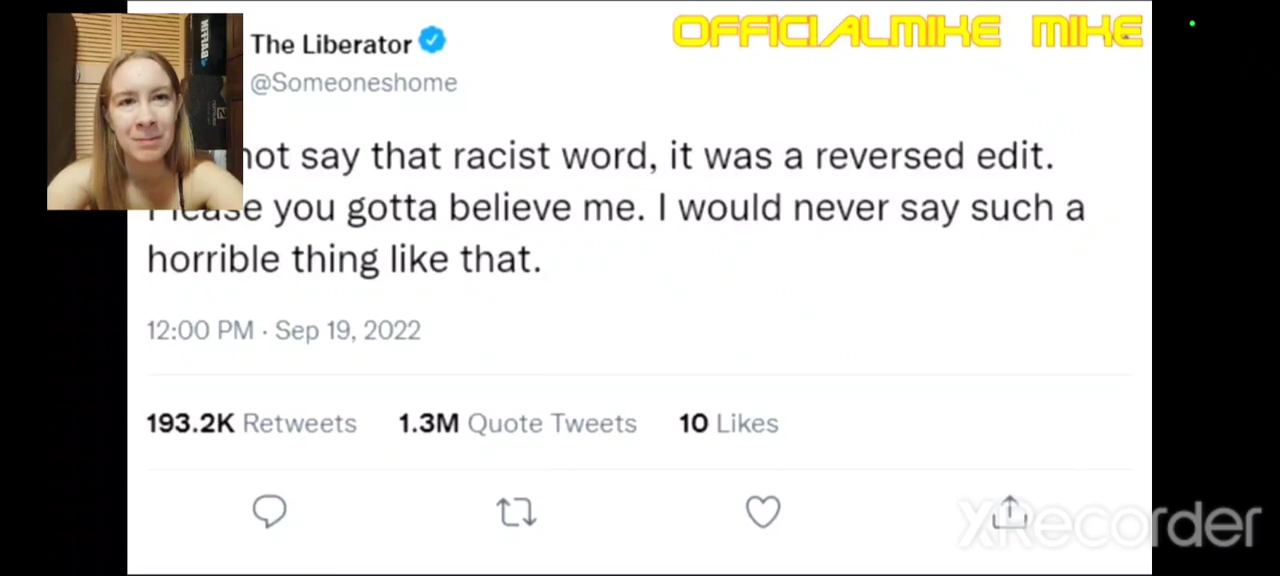 OFFICIALMIKE MIKE
The Liberator
@Someoneshome
not say that racist word, it was a reversed edit.
Please you gotta believe me. I would never say such a
horrible thing like that.
12:00 PM · Sep 19, 2022
193.2K Retweets 1.3M Quote Tweets 10 Likes
XRecorder